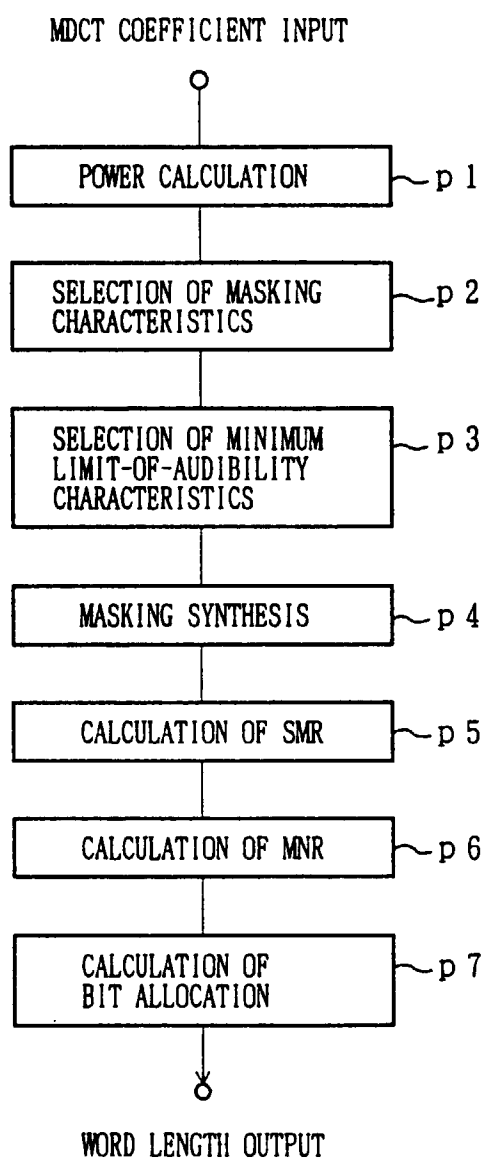 MDCT COEFFICIENT INPUT
POWER CALCULATION
p 1
SELECTION OF MASKING
CHARACTERISTICS
p 2
SELECTION OF MINIMUM
LIMIT-OF-AUDIBILITY
CHARACTERISTICS
p 3
MASKING SYNTHESIS
p 4
CALCULATION OF SMR
p 5
CALCULATION OF MNR
p 6
CALCULATION OF
BIT ALLOCATION
p 7
WORD LENGTH OUTPUT